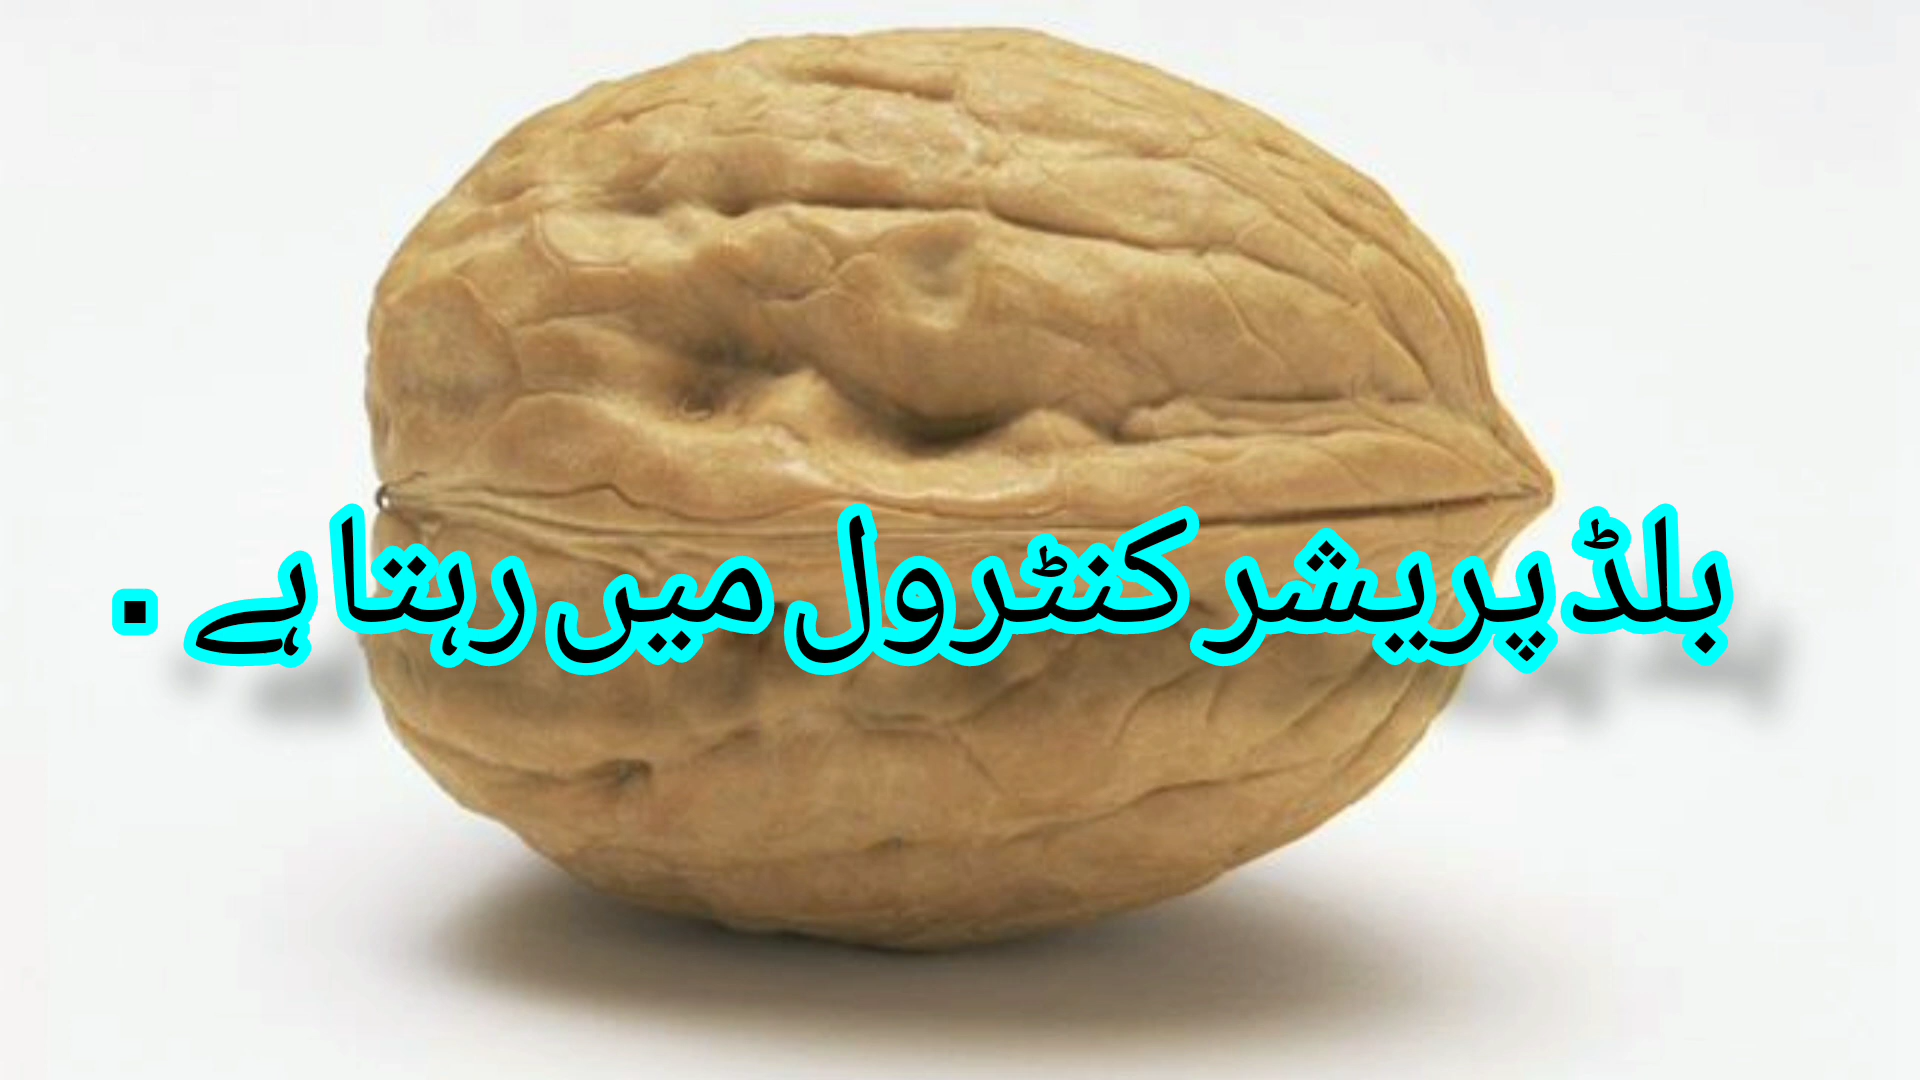 بلڈ پریشر کنٹرول میں رہتا ہے .